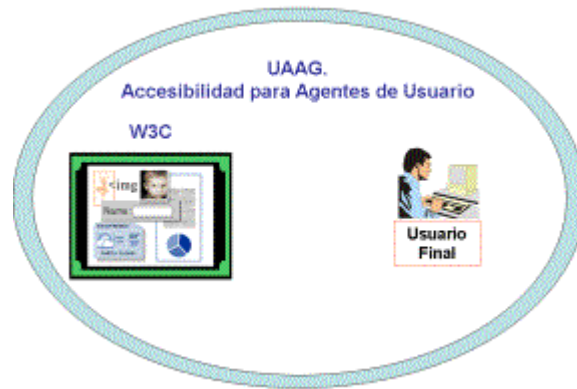 UAAG.
Accesibilidad para Agentes de Usuario
W3C
<img
Name:
Usuario
Final